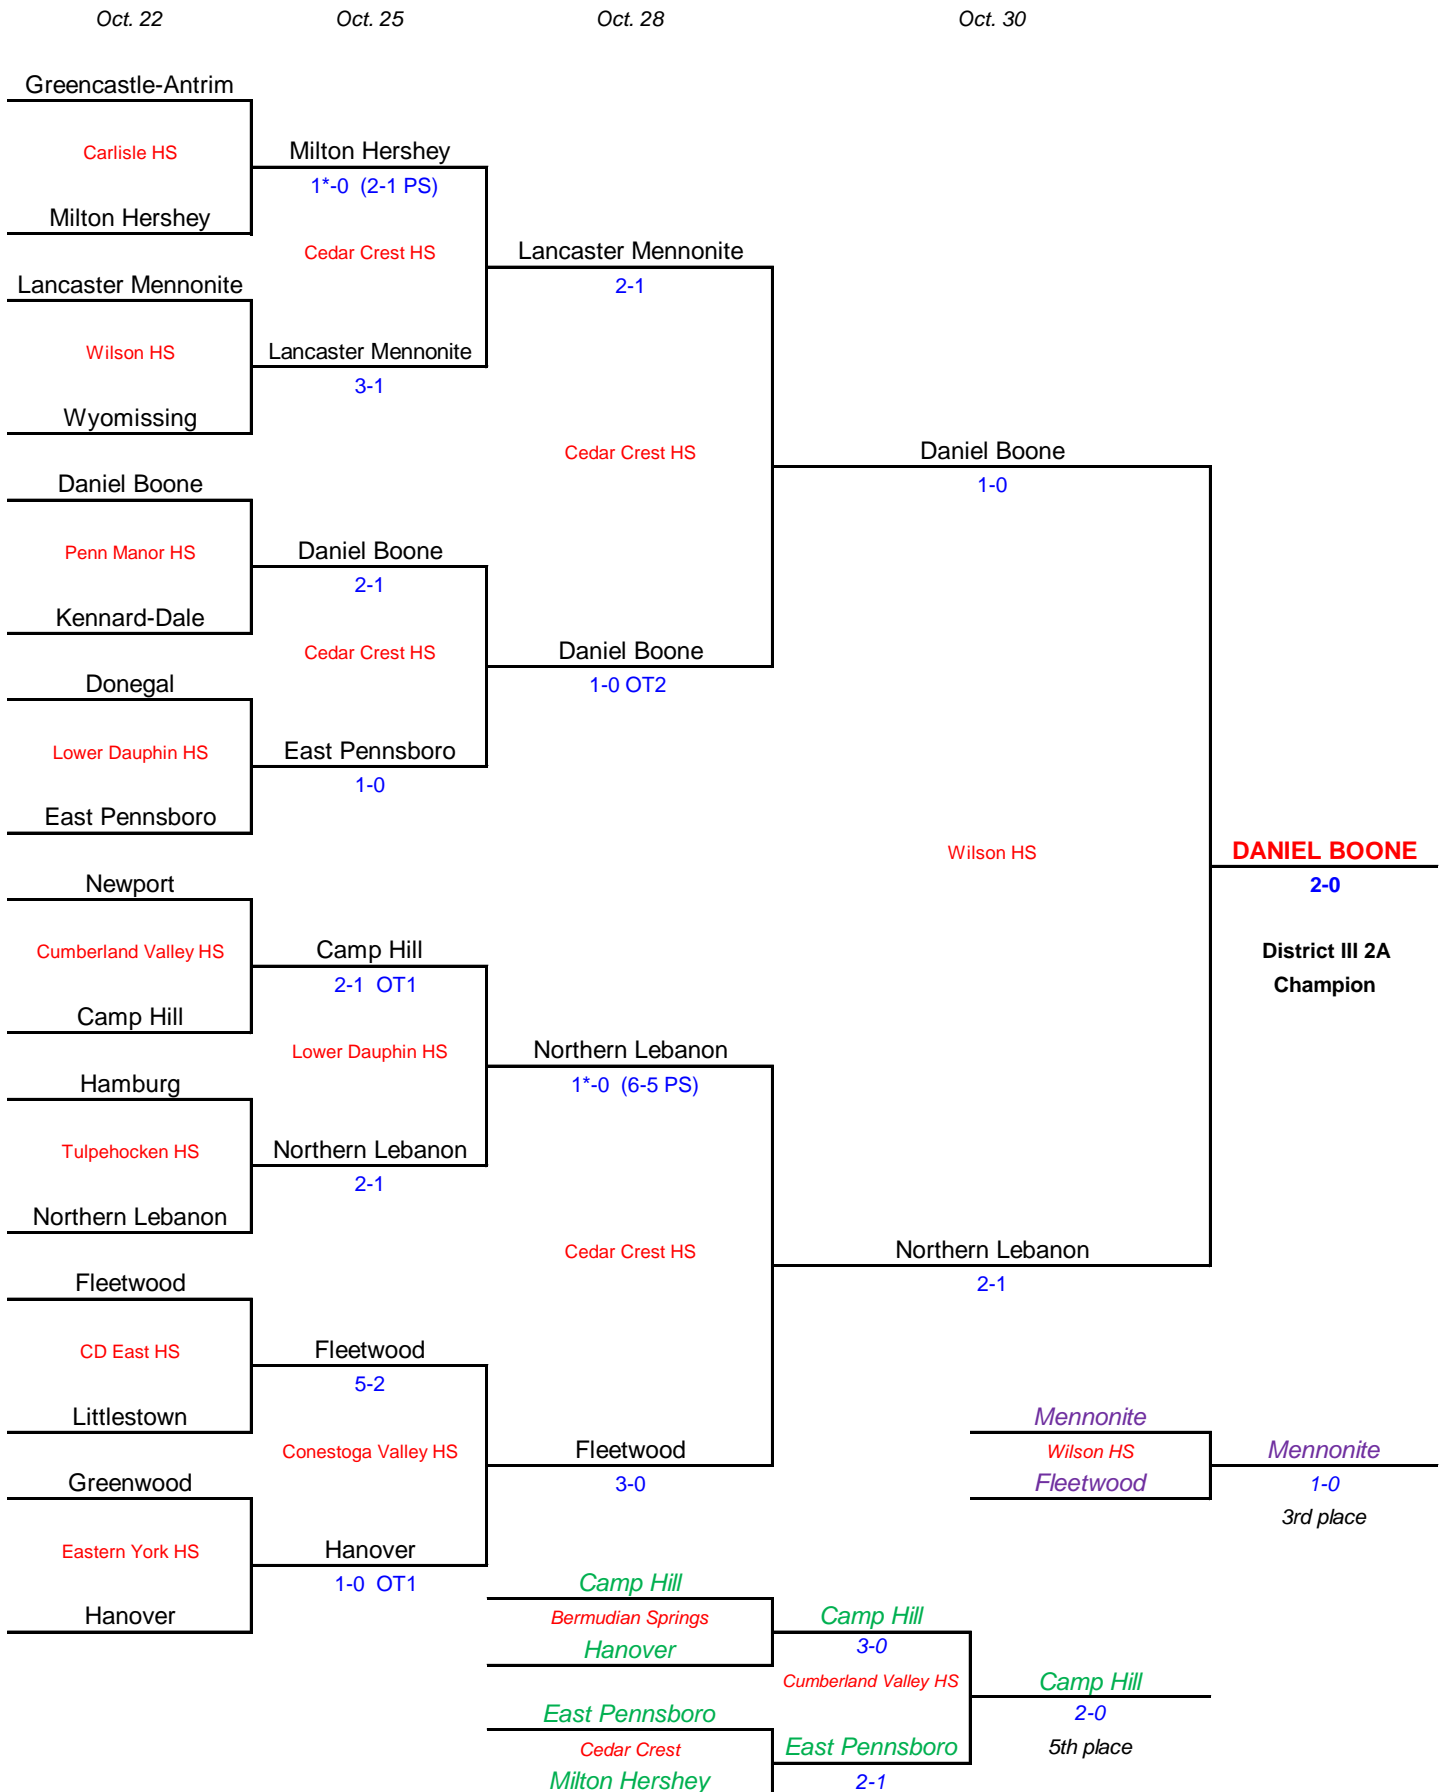 Oct. 22 Oct. 25 Oct. 28 Oct. 30
Greencastle-Antrim
Carlisle HS
Milton Hershey
1*-0 (2-1 PS)
Milton Hershey
Cedar Crest HS
Lancaster Mennonite
2-1
Lancaster Mennonite
Wilson HS
Lancaster Mennonite
3-1
Wyomissing
Cedar Crest HS
Daniel Boone
1-0
Daniel Boone
Penn Manor HS
Daniel Boone
2-1
Kennard-Dale
Cedar Crest HS
Daniel Boone
1-0 OT2
Donegal
Lower Dauphin HS
East Pennsboro
1-0
East Pennsboro
Wilson HS
DANIEL BOONE
2-0
District III 2A
Champion
Newport
Cumberland Valley HS
Camp Hill
2-1 OT1
Camp Hill
Lower Dauphin HS
Northern Lebanon
1*-0 (6-5 PS)
Hamburg
Tulpehocken HS
Northern Lebanon
2-1
Northern Lebanon
Cedar Crest HS
Northern Lebanon
2-1
Fleetwood
CD East HS
Fleetwood
5-2
Littlestown
Conestoga Valley HS
Fleetwood
3-0
Greenwood
Eastern York HS
Hanover
1-0 OT1
Hanover
Mennonite
Wilson HS
Fleetwood
Mennonite
1-0
3rd place
Camp Hill
Bermudian Springs
Hanover
Camp Hill
3-0
Cumberland Valley HS
Camp Hill
2-0
5th place
East Pennsboro
Cedar Crest
Milton Hershey
East Pennsboro
2-1